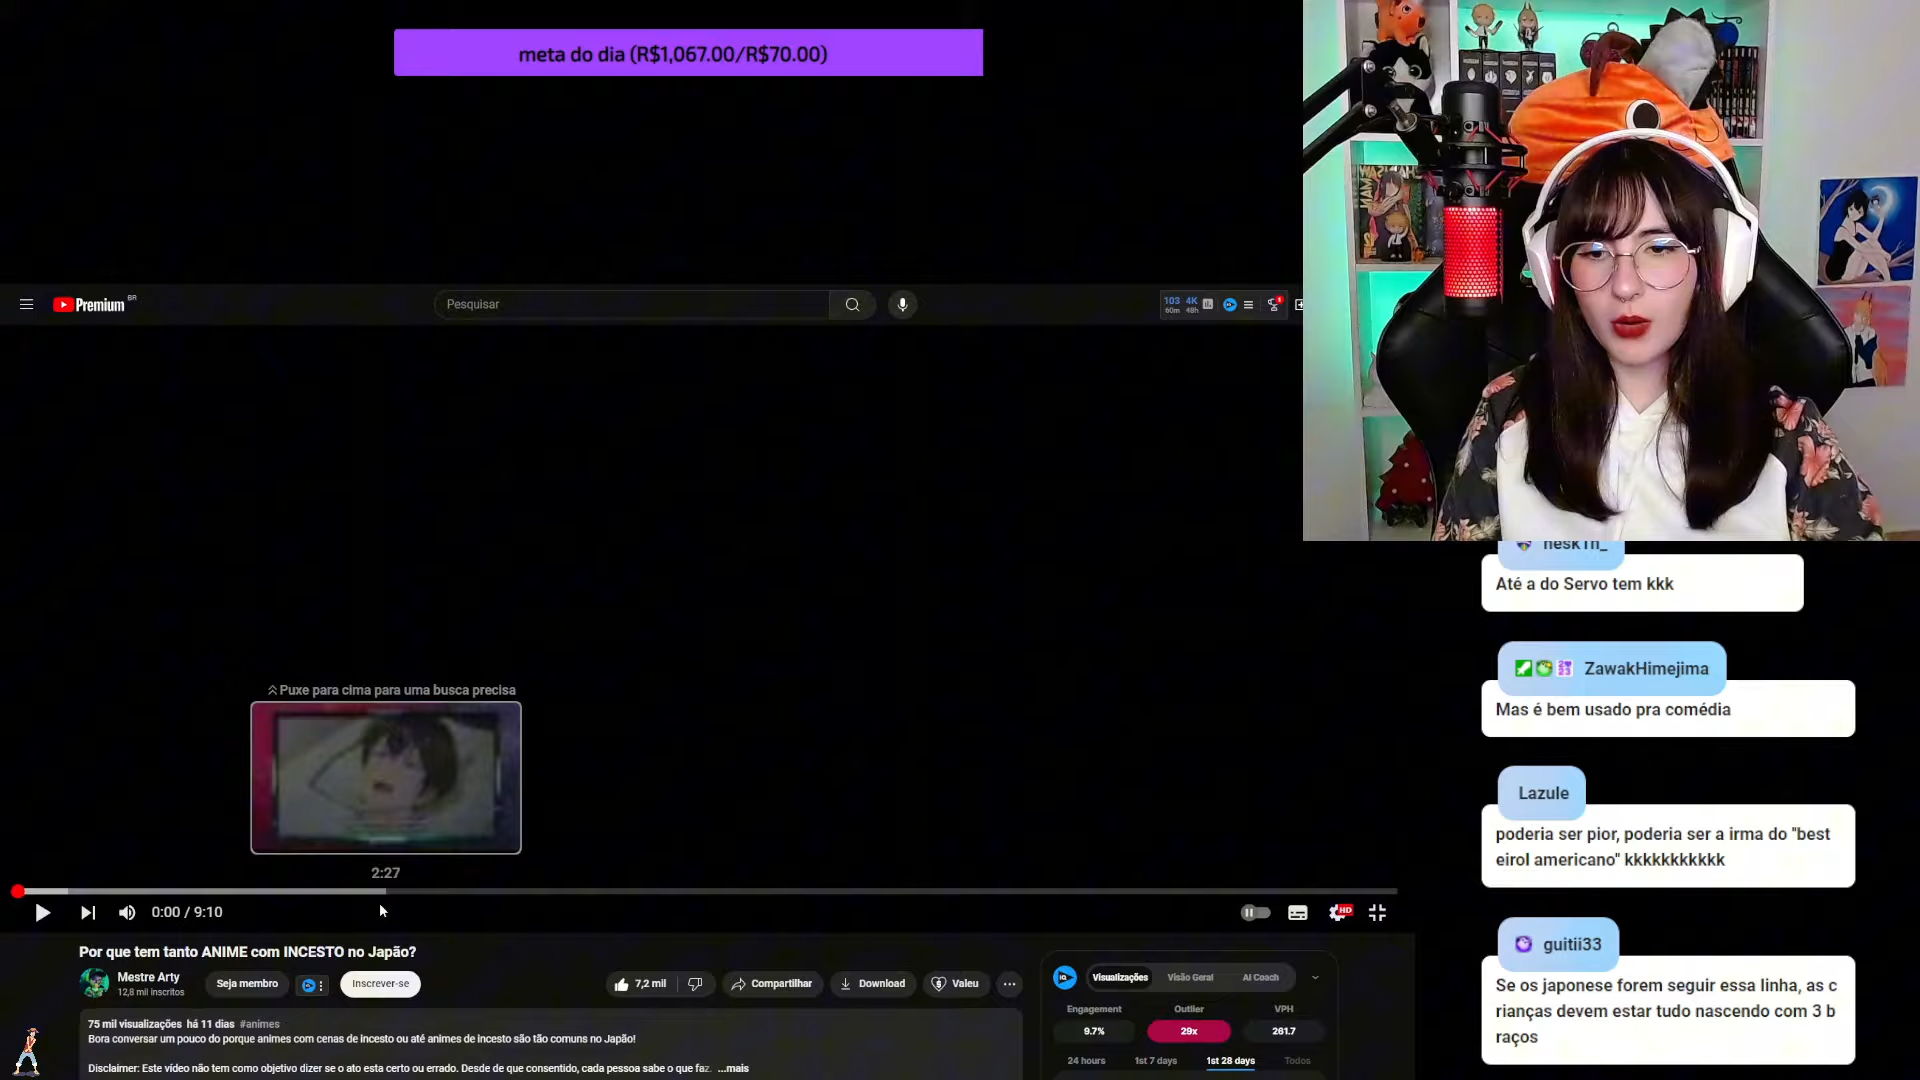 meta do dia (R$1,067.00/R$70.00)
Premium BR
Pesquisar
103 4K
60m 48h
Puxe para cima para uma busca precisa
2:27
0:00 / 9:10
HD
Por que tem tanto ANIME com INCESTO no Japão?
Mestre Arty
12,8 mil inscritos
Seja membro
Inscrever-se
7,2 mil
Compartilhar
Download
Valeu
75 mil visualizações há 11 dias #animes
Bora conversar um pouco do porque animes com cenas de incesto ou até animes de incesto são tão comuns no Japão!
Disclaimer: Este vídeo não tem como objetivo dizer se o ato esta certo ou errado. Desde de que consentido, cada pessoa sabe o que faz. ...mais
Visualizações Visão Geral AI Coach
Engagement Outlier VPH
9.7% 29x 261.7
24 hours 1st 7 days 1st 28 days Todos
Até a do Servo tem kkk
ZawakHimejima
Mas é bem usado pra comédia
Lazule
poderia ser pior, poderia ser a irma do "best
eirol americano" kkkkkkkkkkk
guitii33
Se os japonese forem seguir essa linha, as c
rianças devem estar tudo nascendo com 3 b
raços